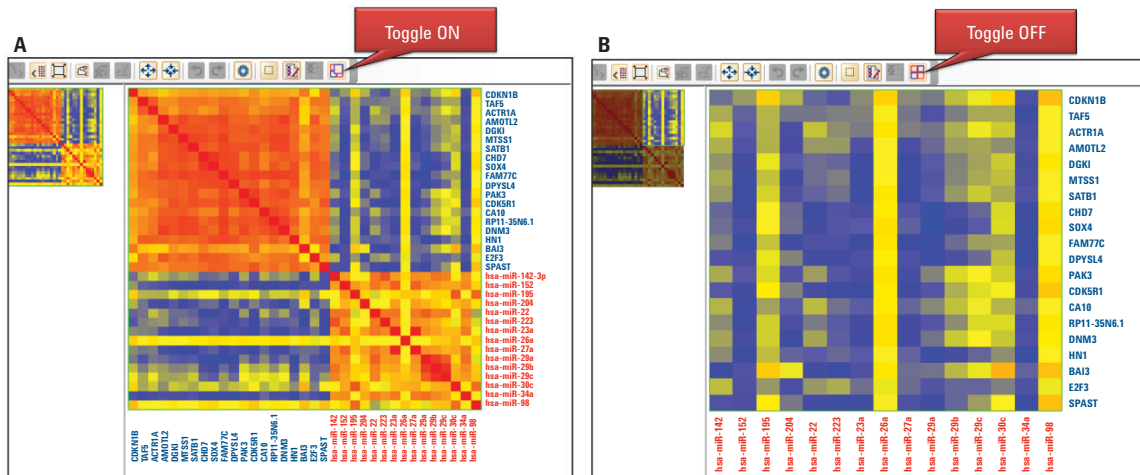 A
Toggle ON
CDKN1B
TAF5
ACTR1A
AMOTL2
DGKI
MTSS1
SATB1
CHD7
SOX4
FAM77C
DPYSL4
PAK3
CDK5R1
CA10
RP11-35N6.1
DNM3
HN1
BAI3
E2F3
SPAST
hsa-miR-142-3p
hsa-miR-152
hsa-miR-195
hsa-miR-204
hsa-miR-22
hsa-miR-223
hsa-miR-23a
hsa-miR-26a
hsa-miR-27a
hsa-miR-29a
hsa-miR-29b
hsa-miR-29c
hsa-miR-30c
hsa-miR-34a
hsa-miR-98
CDKN1B
TAF5
ACTR1A
AMOTL2
DGKI
MTSS1
SATB1
CHD7
SOX4
FAM77C
DPYSL4
PAK3
CDK5R1
CA10
RP11-35N6.1
DNM3
HN1
BAI3
E2F3
SPAST
hsa-miR-142
hsa-miR-152
hsa-miR-195
hsa-miR-204
hsa-miR-22
hsa-miR-223
hsa-miR-23a
hsa-miR-26a
hsa-miR-27a
hsa-miR-29a
hsa-miR-29b
hsa-miR-29c
hsa-miR-30c
hsa-miR-34a
hsa-miR-98
B
Toggle OFF
CDKN1B
TAF5
ACTR1A
AMOTL2
DGKI
MTSS1
SATB1
CHD7
SOX4
FAM77C
DPYSL4
PAK3
CDK5R1
CA10
RP11-35N6.1
DNM3
HN1
BAI3
E2F3
SPAST
hsa-miR-142
hsa-miR-152
hsa-miR-195
hsa-miR-204
hsa-miR-22
hsa-miR-223
hsa-miR-23a
hsa-miR-26a
hsa-miR-27a
hsa-miR-29a
hsa-miR-29b
hsa-miR-29c
hsa-miR-30c
hsa-miR-34a
hsa-miR-98